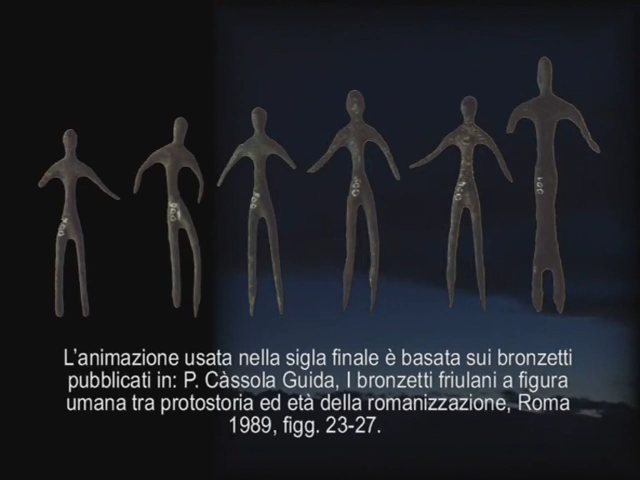 L'animazione usata nella sigla finale è basata sui bronzetti
pubblicati in: P. Càssola Guida, I bronzetti friulani a figura
umana tra protostoria ed età della romanizzazione, Roma
1989, figg. 23-27.